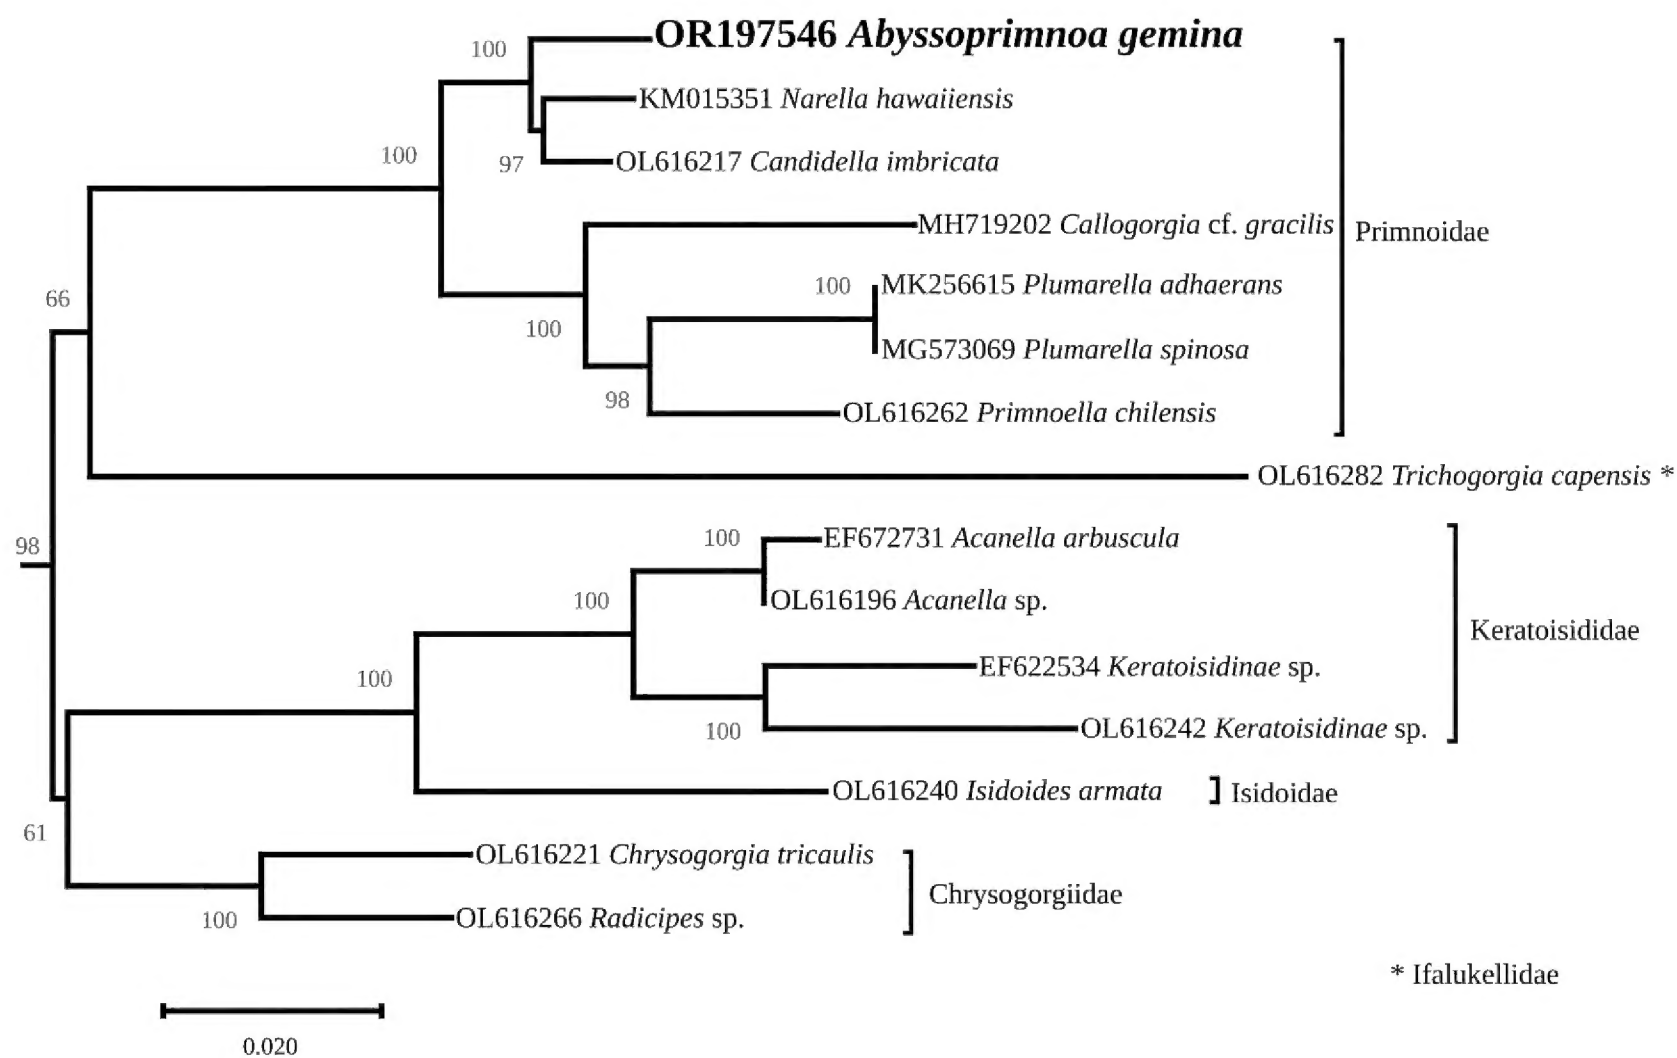 OR197546 Abyssoprimnoa gemina
100
KM015351 Narella hawaiiensis
100
97
OL616217 Candidella imbricata
MH719202 Callogorgia cf. gracilis
Primnoidae
100
MK256615 Plumarella adhaerans
66
100
MG573069 Plumarella spinosa
98
OL616262 Primnoella chilensis
OL616282 Trichogorgia capensis *
98
100
EF672731 Acanella arbuscula
100
OL616196 Acanella sp.
Keratoisididae
100
EF622534 Keratoisidinae sp.
100
OL616242 Keratoisidinae sp.
OL616240 Isidoides armata
Isidoidae
61
OL616221 Chrysogorgia tricaulis
Chrysogorgiidae
100
OL616266 Radicipes sp.
* Ifalukellidae
0.020